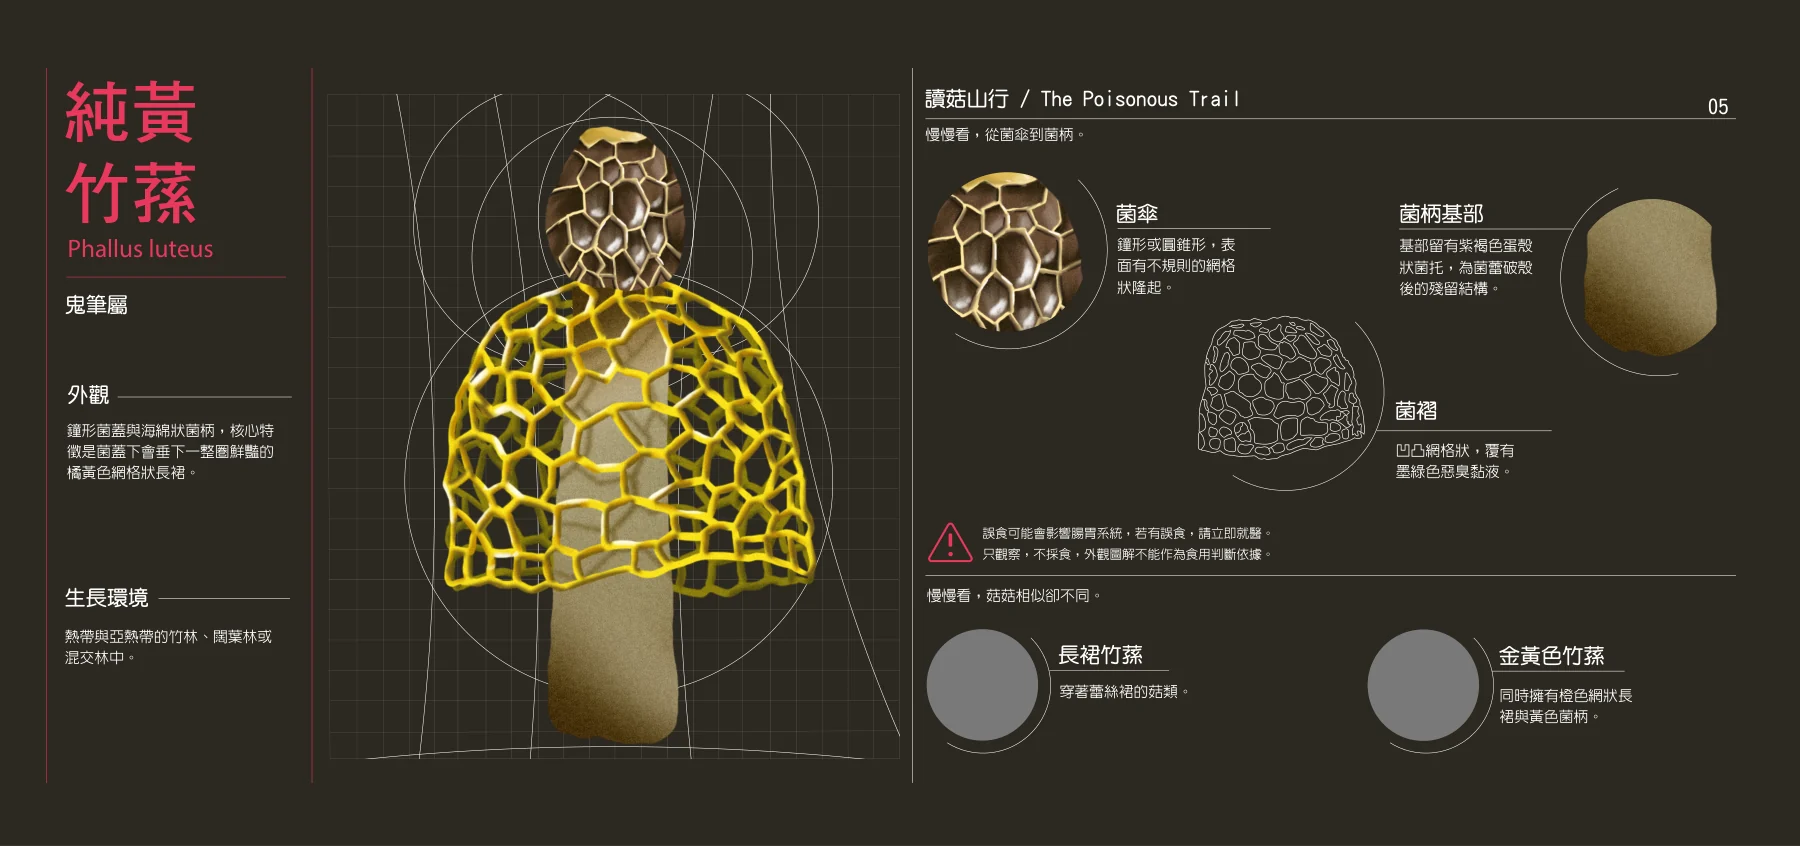 純黃
竹蓀
Phallus luteus
鬼筆屬
外觀
鐘形菌蓋與海綿狀菌柄，核心特
徵是菌蓋下會垂下一整圈鮮豔的
橘黃色網格狀長裙。
生長環境
熱帶與亞熱帶的竹林、闊葉林或
混交林中。
讀菇山行 / The Poisonous Trail
05
慢慢看，從菌傘到菌柄。
菌傘
鐘形或圓錐形，表
面有不規則的網格
狀隆起。
菌柄基部
基部留有紫褐色蛋殼
狀菌托，為菌蕾破殼
後的殘留結構。
菌褶
凹凸網格狀，覆有
墨綠色惡臭黏液。
誤食可能會影響腸胃系統，若有誤食，請立即就醫。
只觀察，不採食，外觀圖解不能作為食用判斷依據。
慢慢看，菇菇相似卻不同。
長裙竹蓀
穿著蕾絲裙的菇類。
金黃色竹蓀
同時擁有橙色網狀長
裙與黃色菌柄。